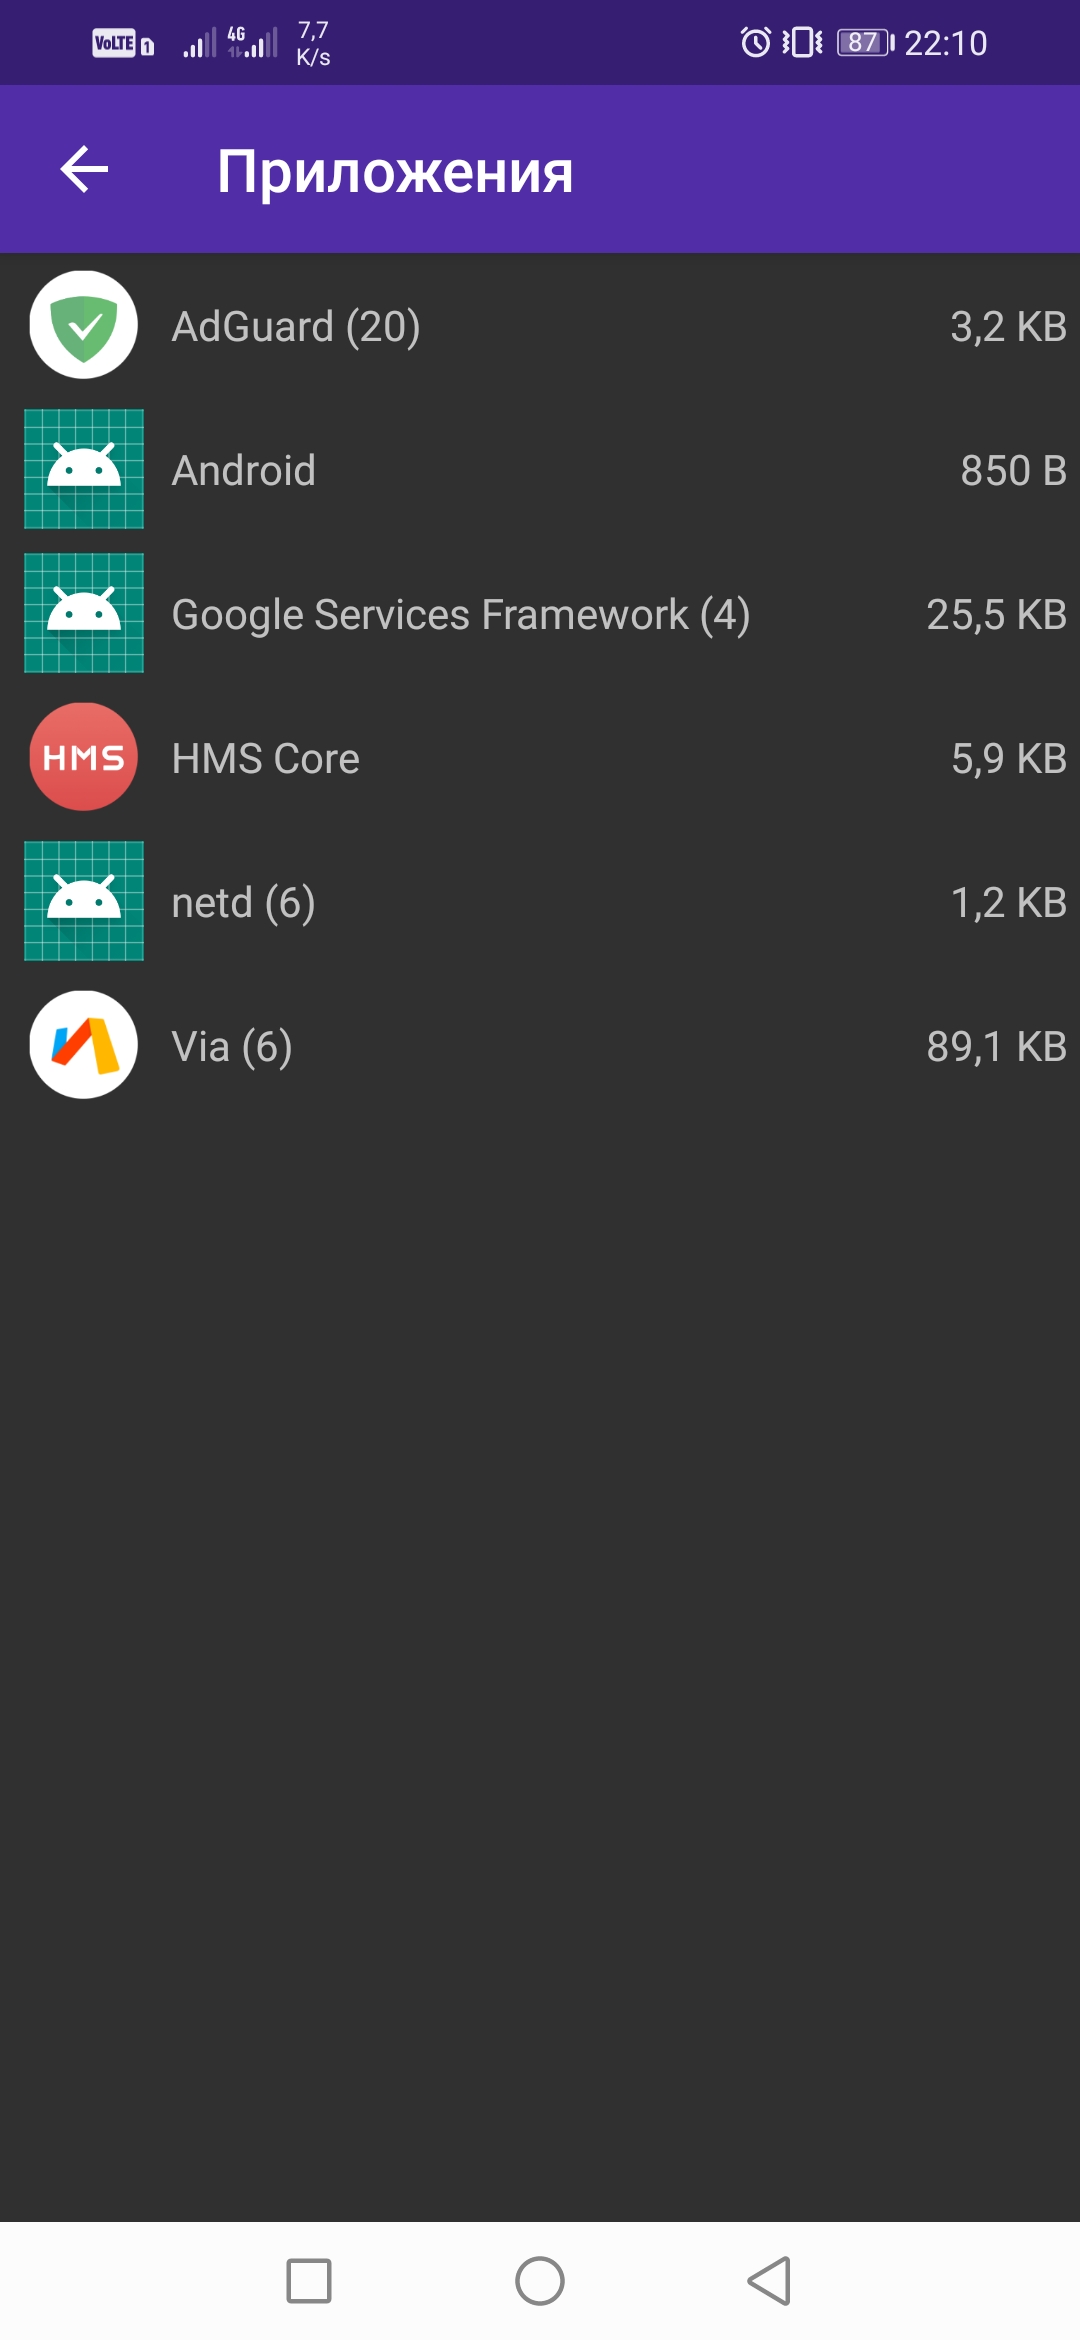 VoLTE 1 4G 7,7 K/s 87 22:10
Приложения
AdGuard (20) 3,2 KB
Android 850 B
Google Services Framework (4) 25,5 KB
HMS HMS Core 5,9 KB
netd (6) 1,2 KB
Via (6) 89,1 KB